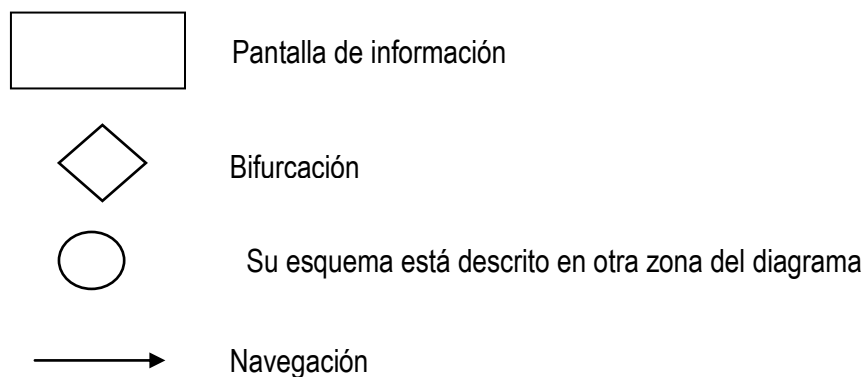 Pantalla de información
Bifurcación
Su esquema está descrito en otra zona del diagrama
Navegación